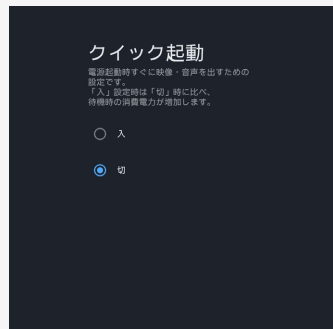 クイック起動
電源起動時すぐに映像・音声を出すための
設定です。
「入」設定時は「切」時に比べ、
待機時の消費電力が増加します。
入
切